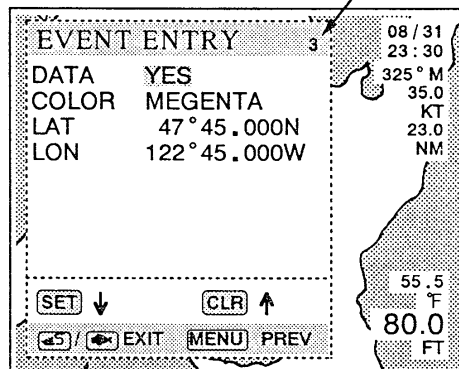 EVENT ENTRY 3
DATA YES
COLOR MEGENTA
LAT 47°45.000N
LON 122°45.000W
SET ↓ CLR ↑
/ EXIT MENU PREV
08/31
23:30
325°M
35.0
KT
23.0
NM
55.5
°F
80.0
FT